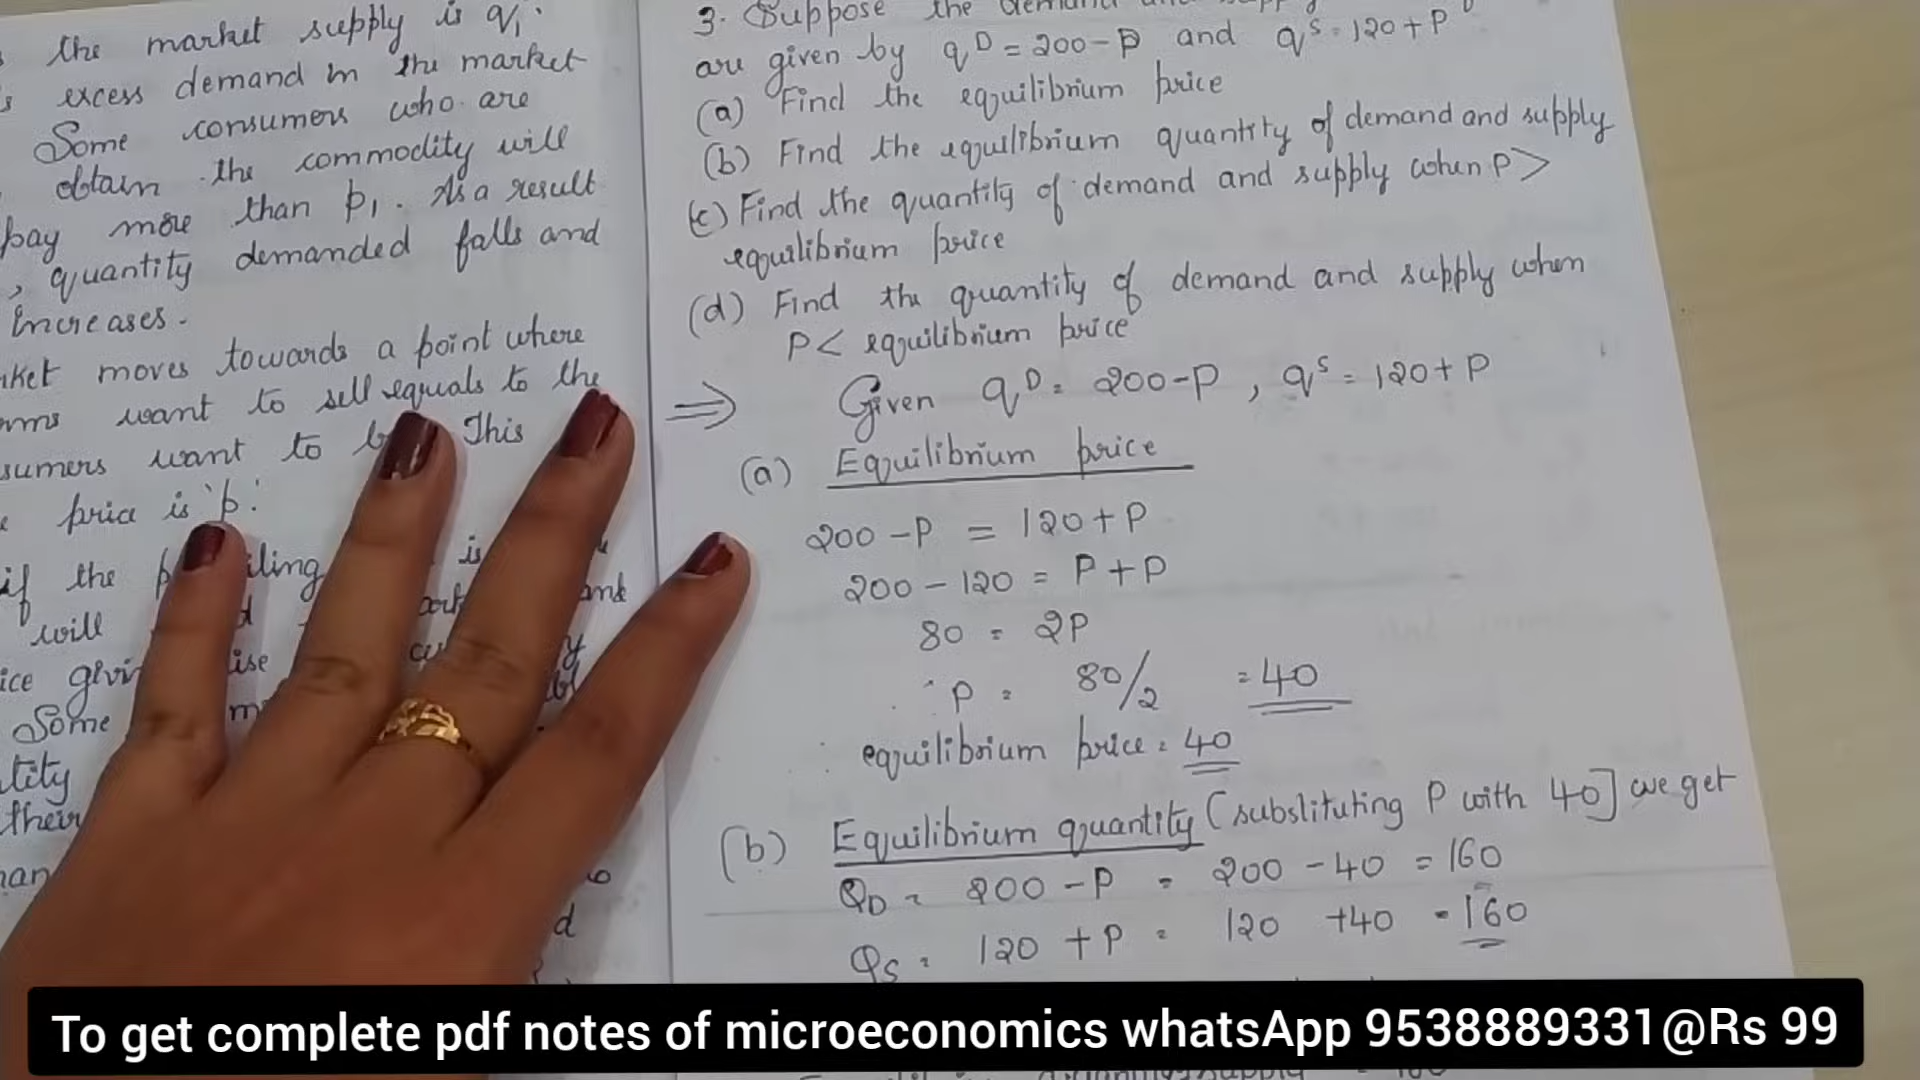 the market supply is q1.
excess demand in the market
Some consumers who are
obtain the commodity will
pay more than p1. As a result
, quantity demanded falls and
increases.
moves towards a point where
want to sell equals to the
want to This
price is 'p'.
if the is
will
Some
their
3. Suppose the demand and
are given by qD = 200-P and qS = 120+P
(a) Find the equilibrium price
(b) Find the equilibrium quantity of demand and supply
(c) Find the quantity of demand and supply when P>
equilibrium price
(d) Find the quantity of demand and supply when
P< equilibrium price
⇒ Given qD = 200-P, qS = 120+P
(a) Equilibrium price
200-P = 120+P
200-120 = P+P
80 = 2P
P = 80/2 = 40
equilibrium price = 40
(b) Equilibrium quantity (substituting P with 40] we get
QD = 200-P = 200-40 = 160
QS = 120+P = 120 +40 = 160
To get complete pdf notes of microeconomics whatsApp 9538889331@Rs 99